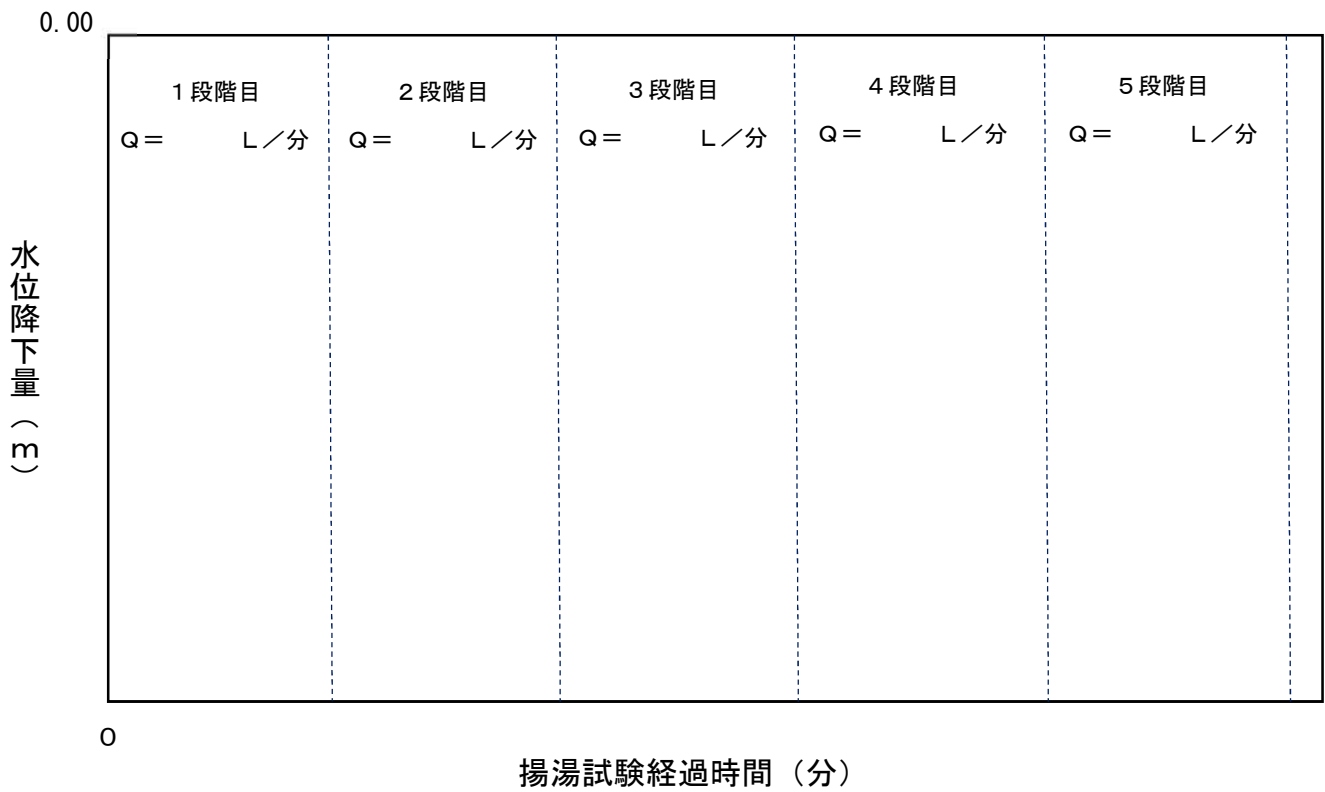 0.00
1段階目
Q= L/分
2段階目
Q= L/分
3段階目
Q= L/分
4段階目
Q= L/分
5段階目
Q= L/分
水位降下量(m)
0
揚湯試験経過時間(分)